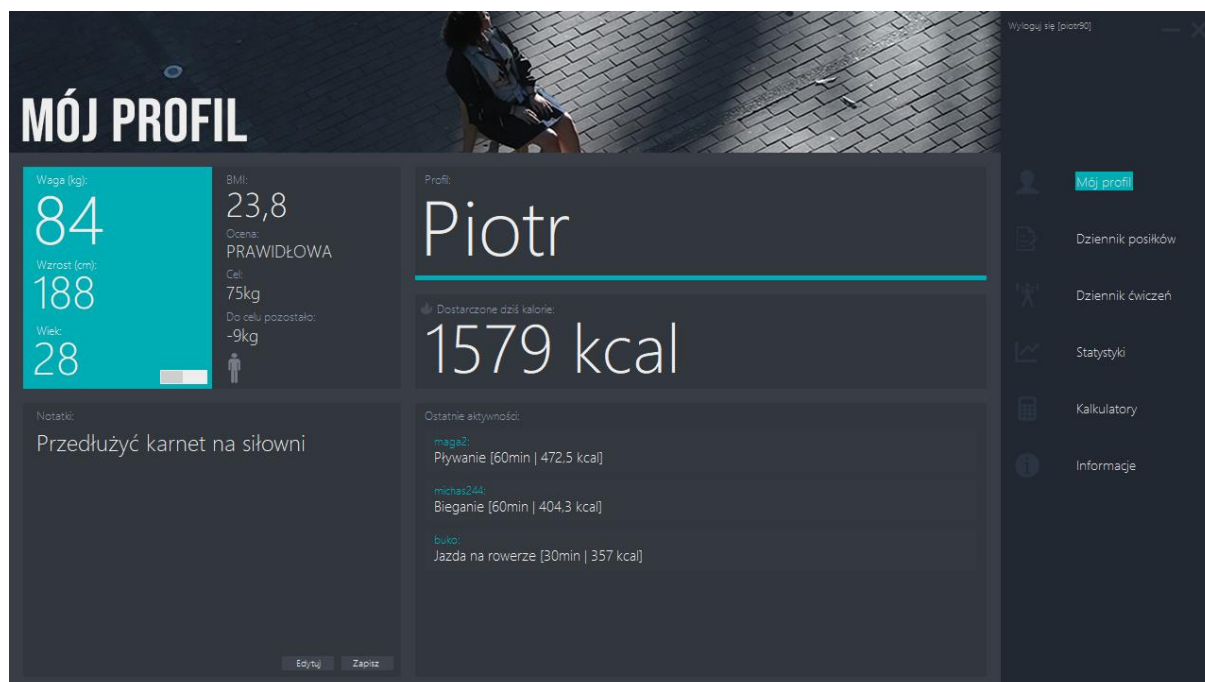 Wyloguj się [piotr90]
MÓJ PROFIL
Waga (kg):
84
Wzrost (cm):
188
Wiek:
28
BMI:
23,8
Ocena:
PRAWIDŁOWA
Cel:
75kg
Do celu pozostało:
-9kg
Profil:
Piotr
Dostarczone dziś kalorie:
1579 kcal
Notatki:
Przedłużyć karnet na siłowni
Edytuj Zapisz
Ostatnie aktywności:
maga2:
Pływanie [60min | 472,5 kcal]
michas244:
Bieganie [60min | 404,3 kcal]
buko:
Jazda na rowerze [30min | 357 kcal]
Mój profil
Dziennik posiłków
Dziennik ćwiczeń
Statystyki
Kalkulatory
Informacje